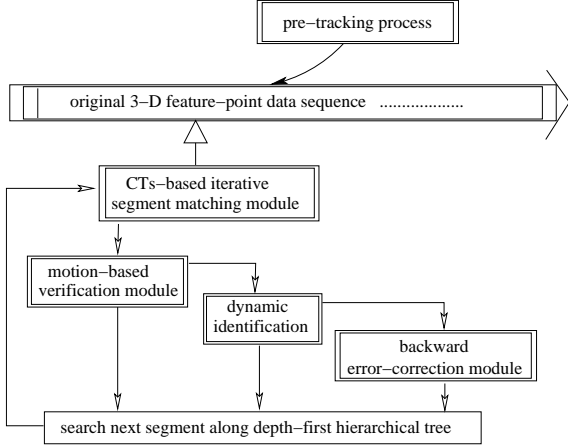 pre-tracking process
original 3-D feature-point data sequence ...................
CTs-based iterative
segment matching module
motion-based
verification module
dynamic
identification
backward
error-correction module
search next segment along depth-first hierarchical tree